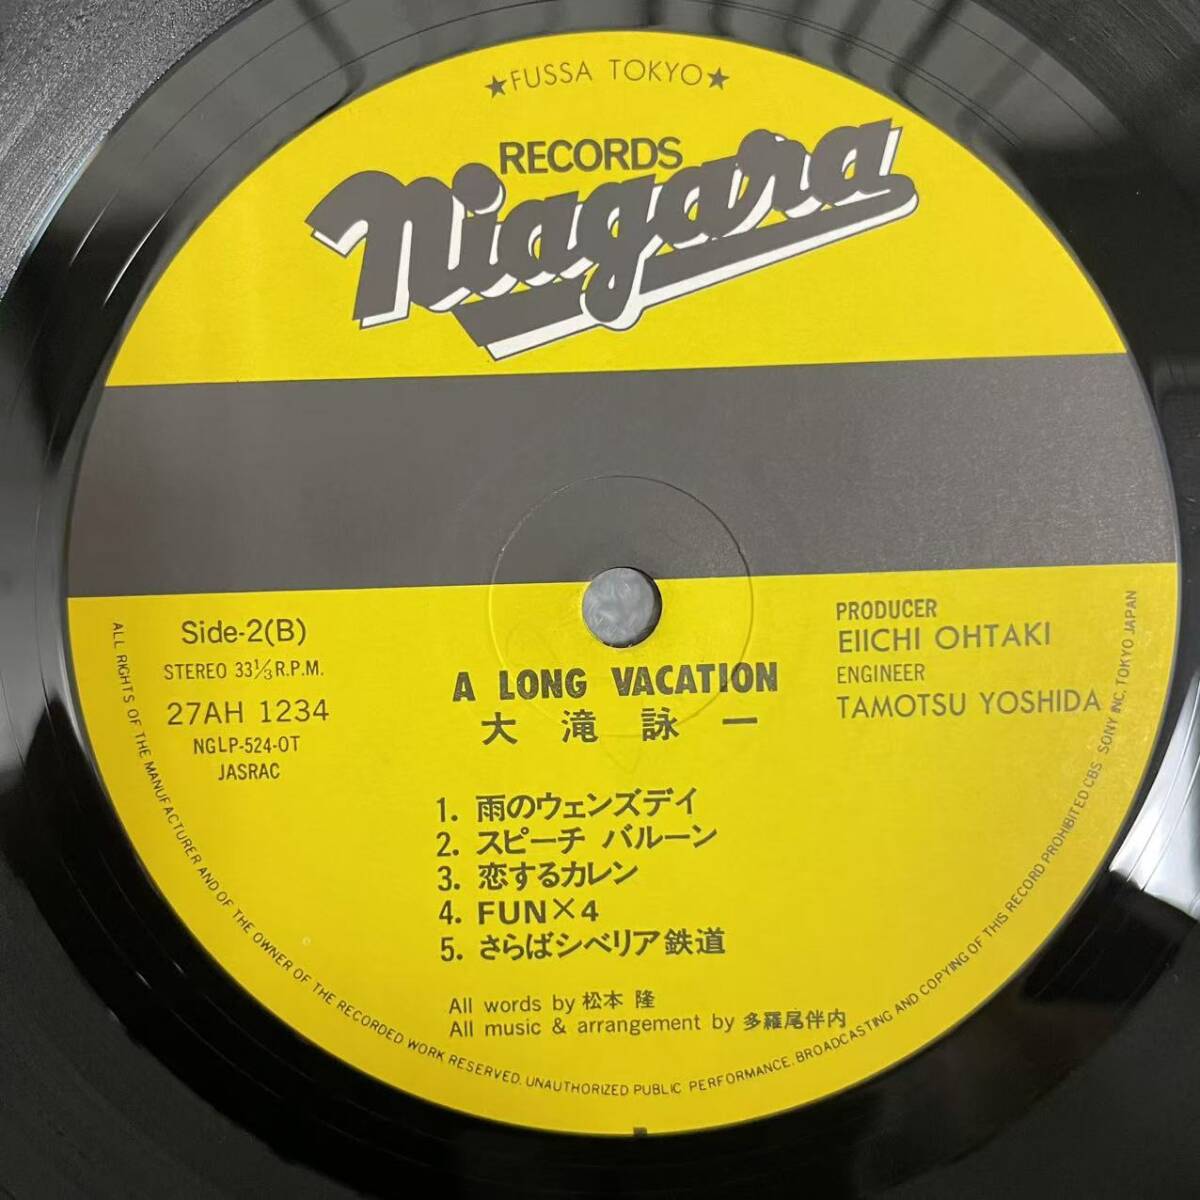 ★FUSSA TOKYO★
RECORDS
Niagara
Side-2(B)
STEREO 33⅓ R.P.M.
27AH 1234
NGLP-524-OT
JASRAC
PRODUCER
EIICHI OHTAKI
ENGINEER
TAMOTSU YOSHIDA
A LONG VACATION
大滝詠一
1. 雨のウェンズデイ
2. スピーチ バルーン
3. 恋するカレン
4. FUN×4
5. さらばシベリア鉄道
All words by 松本 隆
All music & arrangement by 多羅尾伴内
ALL RIGHTS OF THE MANUFACTURER AND OF THE OWNER OF THE RECORDED WORK RESERVED. UNAUTHORIZED PUBLIC PERFORMANCE. BROADCASTING AND COPYING OF THIS RECORD PROHIBITED CBS SONY INC. TOKYO JAPAN